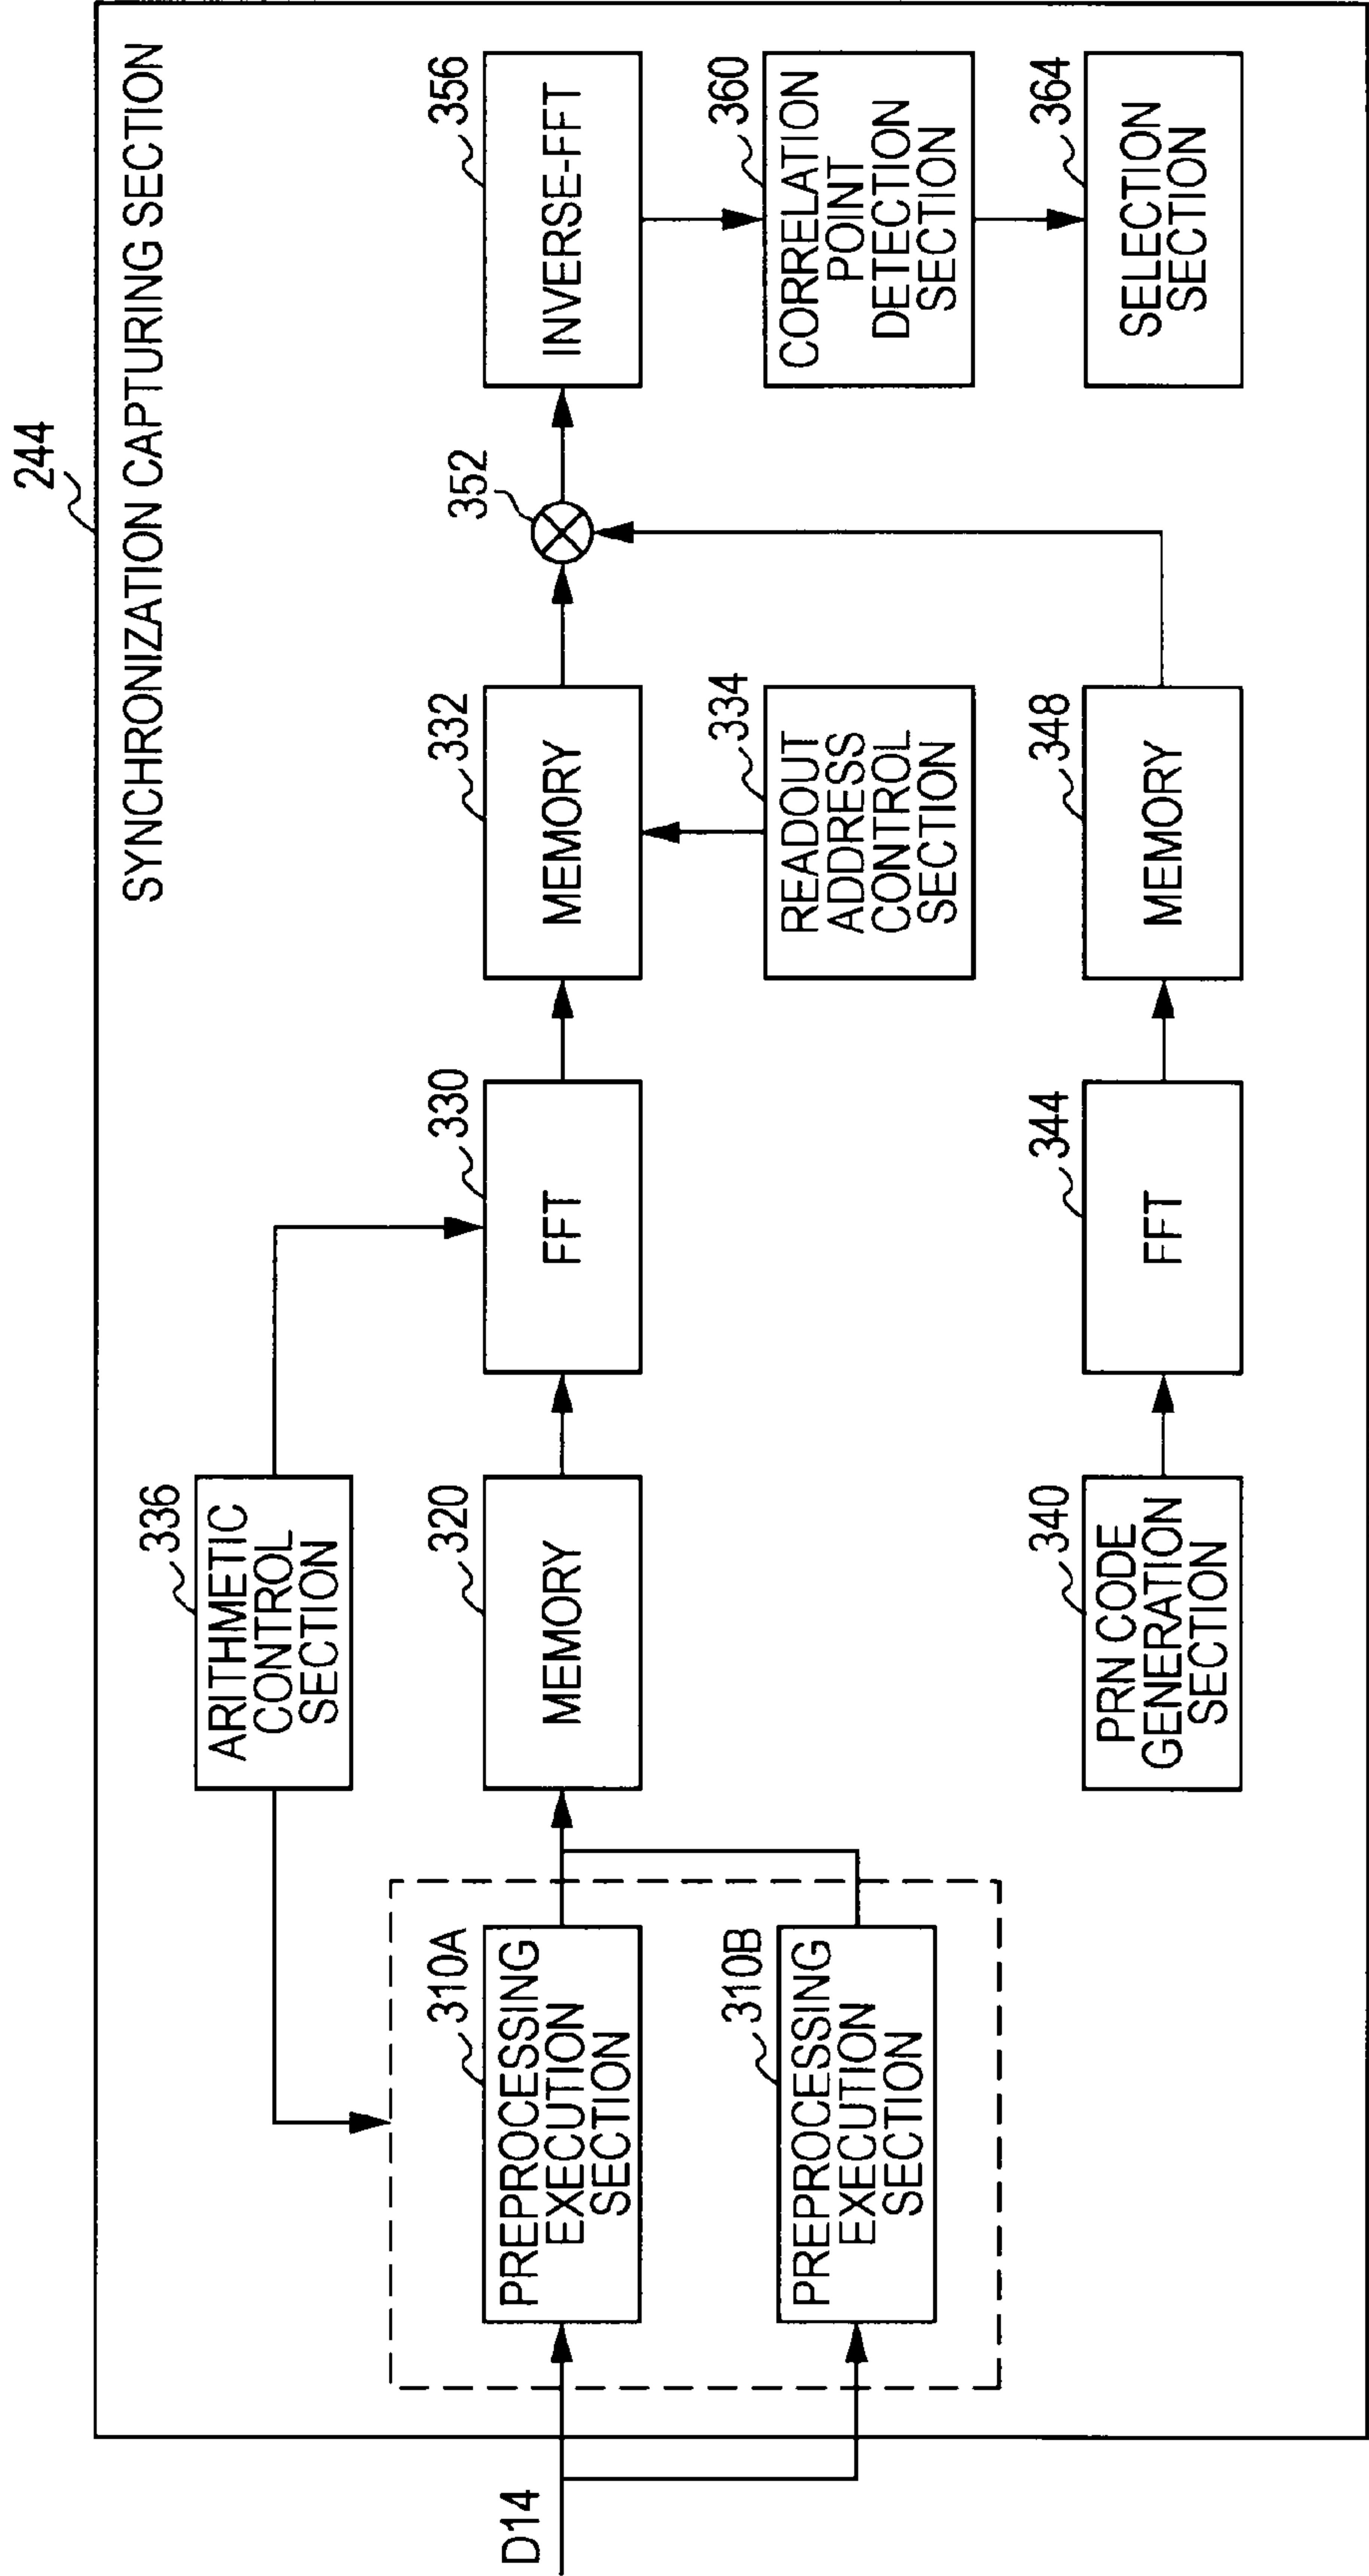 244
SYNCHRONIZATION CAPTURING SECTION
336
ARITHMETIC
CONTROL
SECTION
D14
310A
PREPROCESSING
EXECUTION
SECTION
310B
PREPROCESSING
EXECUTION
SECTION
320
MEMORY
330
FFT
332
MEMORY
334
READOUT
ADDRESS
CONTROL
SECTION
352
356
INVERSE-FFT
360
CORRELATION
POINT
DETECTION
SECTION
364
SELECTION
SECTION
340
PRN CODE
GENERATION
SECTION
344
FFT
348
MEMORY